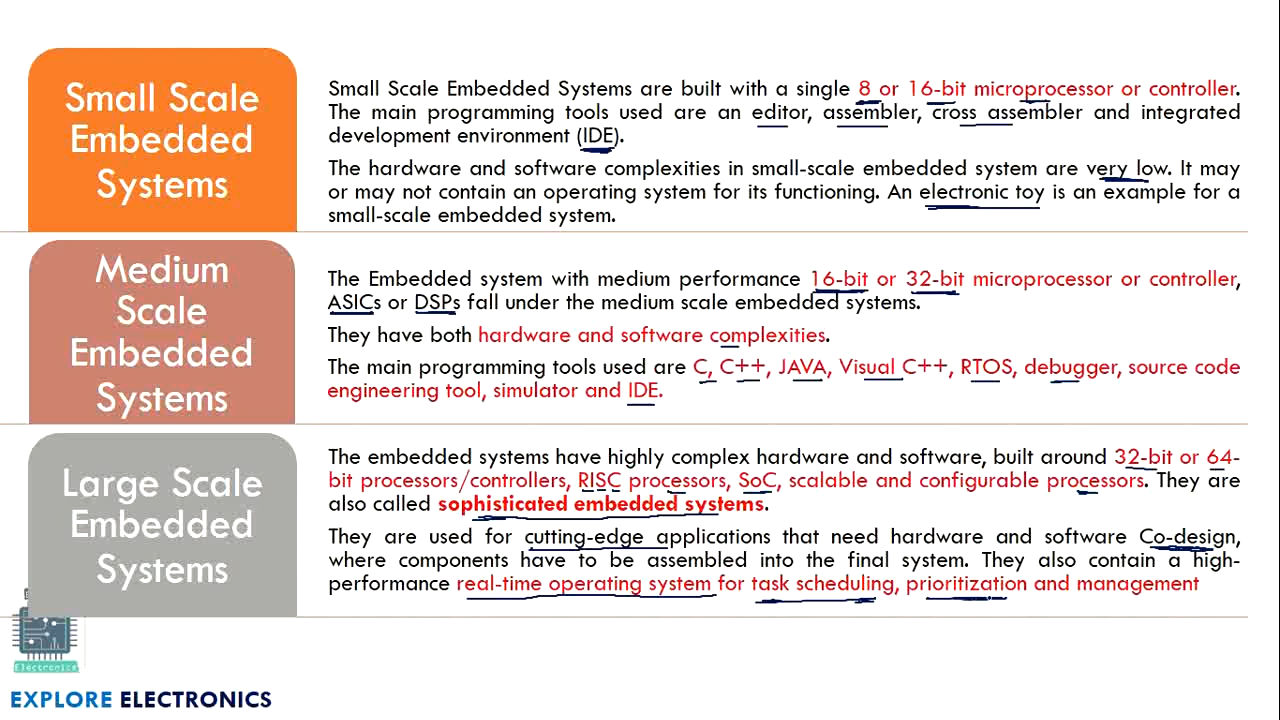 Small Scale
Embedded
Systems
Small Scale Embedded Systems are built with a single 8 or 16-bit microprocessor or controller.
The main programming tools used are an editor, assembler, cross assembler and integrated
development environment (IDE).
The hardware and software complexities in small-scale embedded system are very low. It may
or may not contain an operating system for its functioning. An electronic toy is an example for a
small-scale embedded system.
Medium
Scale
Embedded
Systems
The Embedded system with medium performance 16-bit or 32-bit microprocessor or controller,
ASICs or DSPs fall under the medium scale embedded systems.
They have both hardware and software complexities.
The main programming tools used are C, C++, JAVA, Visual C++, RTOS, debugger, source code
engineering tool, simulator and IDE.
Large Scale
Embedded
Systems
The embedded systems have highly complex hardware and software, built around 32-bit or 64-
bit processors/controllers, RISC processors, SoC, scalable and configurable processors. They are
also called sophisticated embedded systems.
They are used for cutting-edge applications that need hardware and software Co-design,
where components have to be assembled into the final system. They also contain a high-
performance real-time operating system for task scheduling, prioritization and management
Electronics
EXPLORE ELECTRONICS